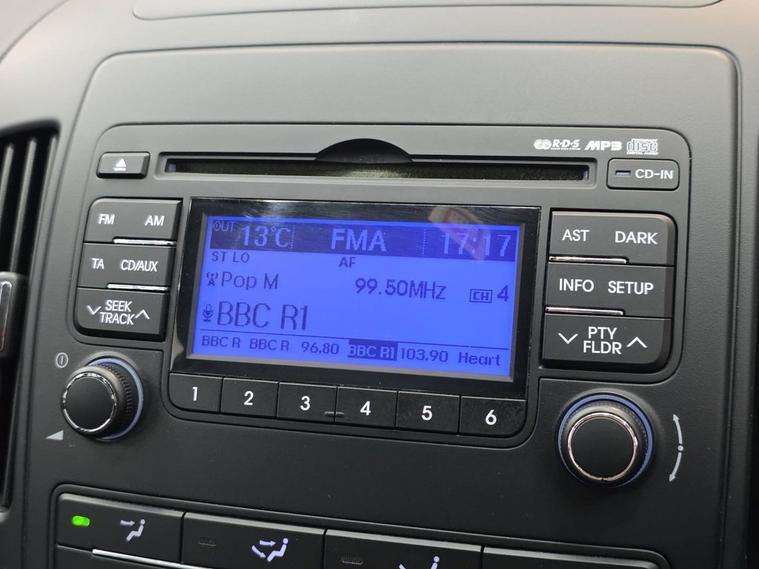 R·D·S MP3 disc
CD-IN
FM AM
TA CD/AUX
SEEK
TRACK
OUT 13°C FMA 17:17
ST LO AF
Pop M 99.50MHz CH 4
BBC R1
BBC R BBC R 96.80 BBC R1 103.90 Heart
AST DARK
INFO SETUP
PTY
FLDR
1 2 3 4 5 6